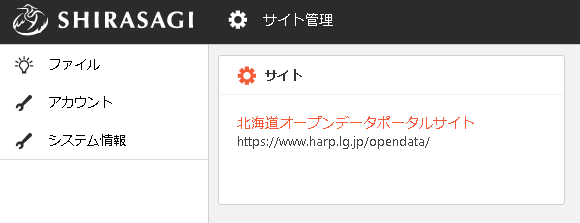 SHIRASAGI
サイト管理
ファイル
アカウント
システム情報
サイト
北海道オープンデータポータルサイト
https://www.harp.lg.jp/opendata/